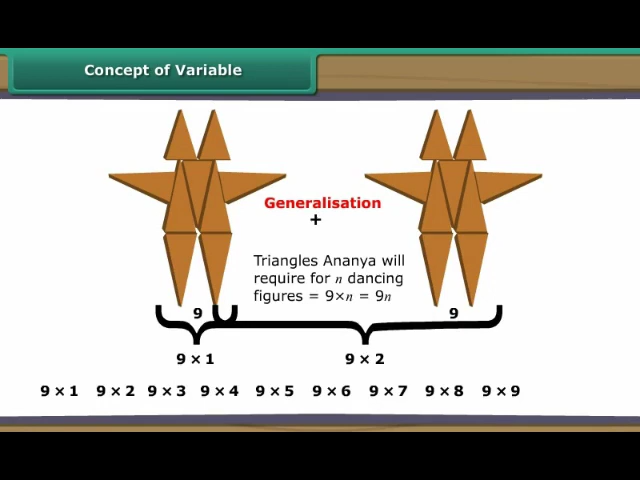 Concept of Variable
Generalisation
+
Triangles Ananya will
require for n dancing
figures = 9×n = 9n
9 9
9 × 1 9 × 2
9 × 1 9 × 2 9 × 3 9 × 4 9 × 5 9 × 6 9 × 7 9 × 8 9 × 9